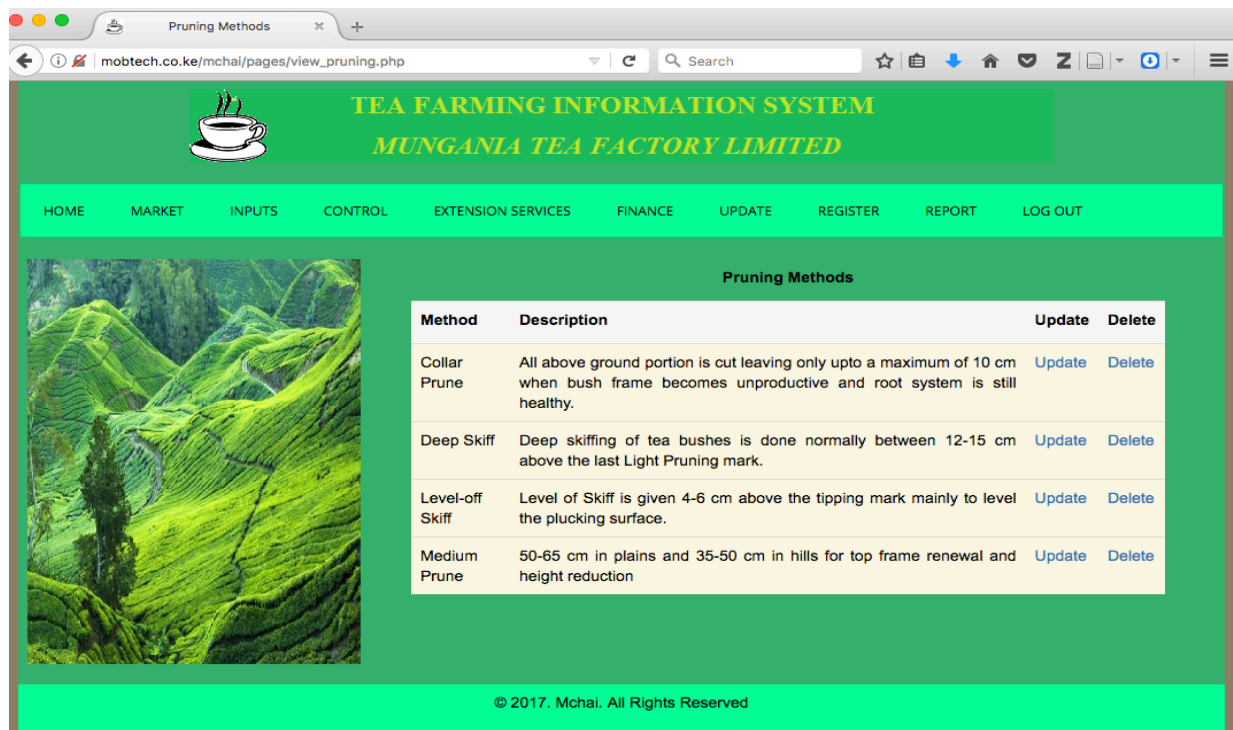 Pruning Methods
mobtech.co.ke/mchai/pages/view_pruning.php
Search
TEA FARMING INFORMATION SYSTEM
MUNGANIA TEA FACTORY LIMITED
HOME MARKET INPUTS CONTROL EXTENSION SERVICES FINANCE UPDATE REGISTER REPORT LOG OUT
Pruning Methods
Method Description Update Delete
Collar All above ground portion is cut leaving only upto a maximum of 10 cm Update Delete
Prune when bush frame becomes unproductive and root system is still
healthy.
Deep Skiff Deep skiffing of tea bushes is done normally between 12-15 cm Update Delete
above the last Light Pruning mark.
Level-off Level of Skiff is given 4-6 cm above the tipping mark mainly to level Update Delete
Skiff the plucking surface.
Medium 50-65 cm in plains and 35-50 cm in hills for top frame renewal and Update Delete
Prune height reduction
© 2017. Mchai. All Rights Reserved